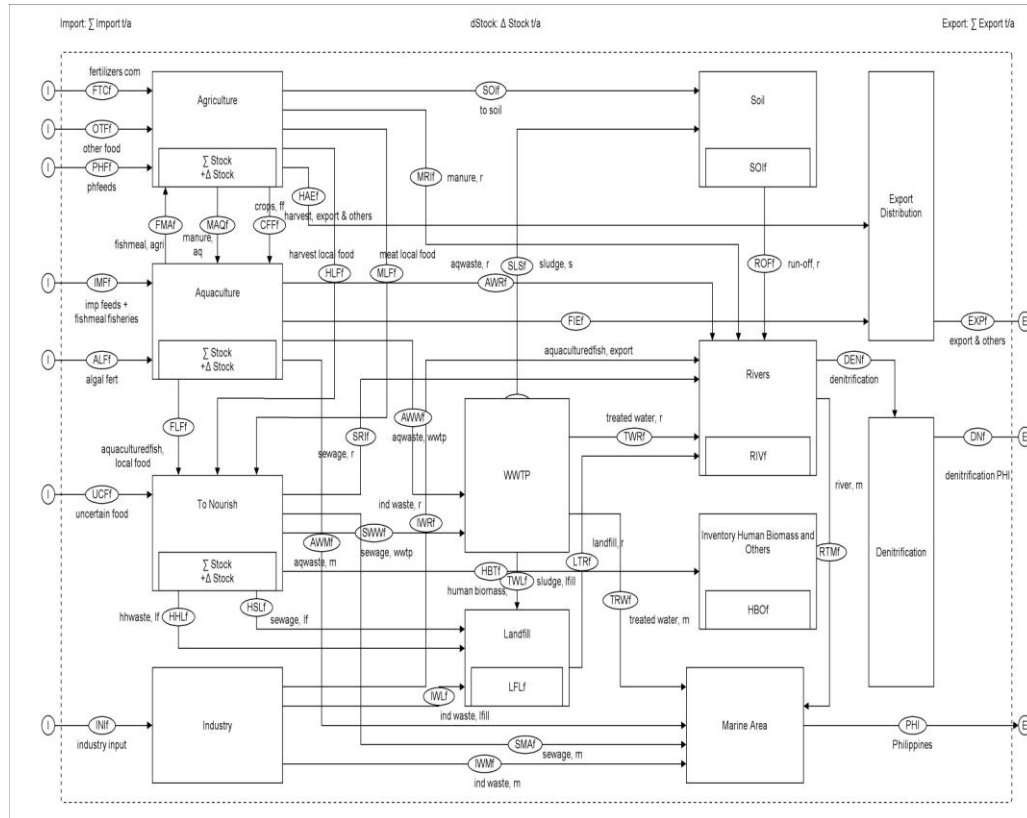 Import: ∑ Import t/a
dStock: Δ Stock t/a
Export: ∑ Export t/a
fertilizers com
I
FTCf
Agriculture
SOIf
to soil
Soil
I
OTFf
other food
I
PHFf
phfeeds
∑ Stock
+Δ Stock
MRIf
manure, r
SOIf
HAEf
harvest, export & others
Export
Distribution
FMAf
fishmeal, agri
MAQf
manure,
aq
crops, ff
CFFf
harvest local food
HLFf
meat local food
MLFf
SLSf
sludge, s
ROFf
run-off, r
I
IMFf
imp feeds +
fishmeal fisheries
Aquaculture
aqwaste, r
AWRf
FIEf
EXPf
E
export & others
I
ALFf
algal fert
∑ Stock
+Δ Stock
aquaculturedfish, export
Rivers
DENf
denitrification
FLFf
aquaculturedfish,
local food
SRIf
sewage, r
AWWf
aqwaste, wwtp
treated water, r
TWRf
RIVf
DNf
E
denitrification PHI
I
UCFf
uncertain food
To Nourish
WWTP
ind waste, r
IWRf
SWWf
sewage, wwtp
AWMf
aqwaste, m
river, m
RTMf
Inventory Human Biomass and
Others
Denitrification
∑ Stock
+Δ Stock
landfill, r
LTRf
HBTf
human biomass,
TWLf
sludge, lfill
HBOf
hhwaste, lf
HHLf
HSLf
sewage, lf
TRWf
treated water, m
Landfill
LFLf
Industry
IWLf
ind waste, lfill
Marine Area
I
INIf
industry input
SMAf
sewage, m
IWMf
ind waste, m
PHI
Philippines
E